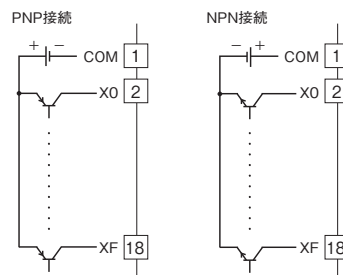 PNP接続
+ − COM 1
X0 2
XF 18
NPN接続
− + COM 1
X0 2
XF 18